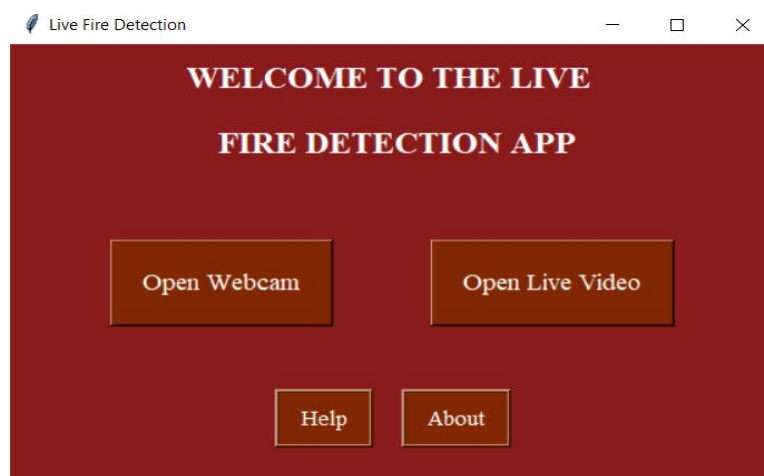 Live Fire Detection
WELCOME TO THE LIVE
FIRE DETECTION APP
Open Webcam
Open Live Video
Help
About